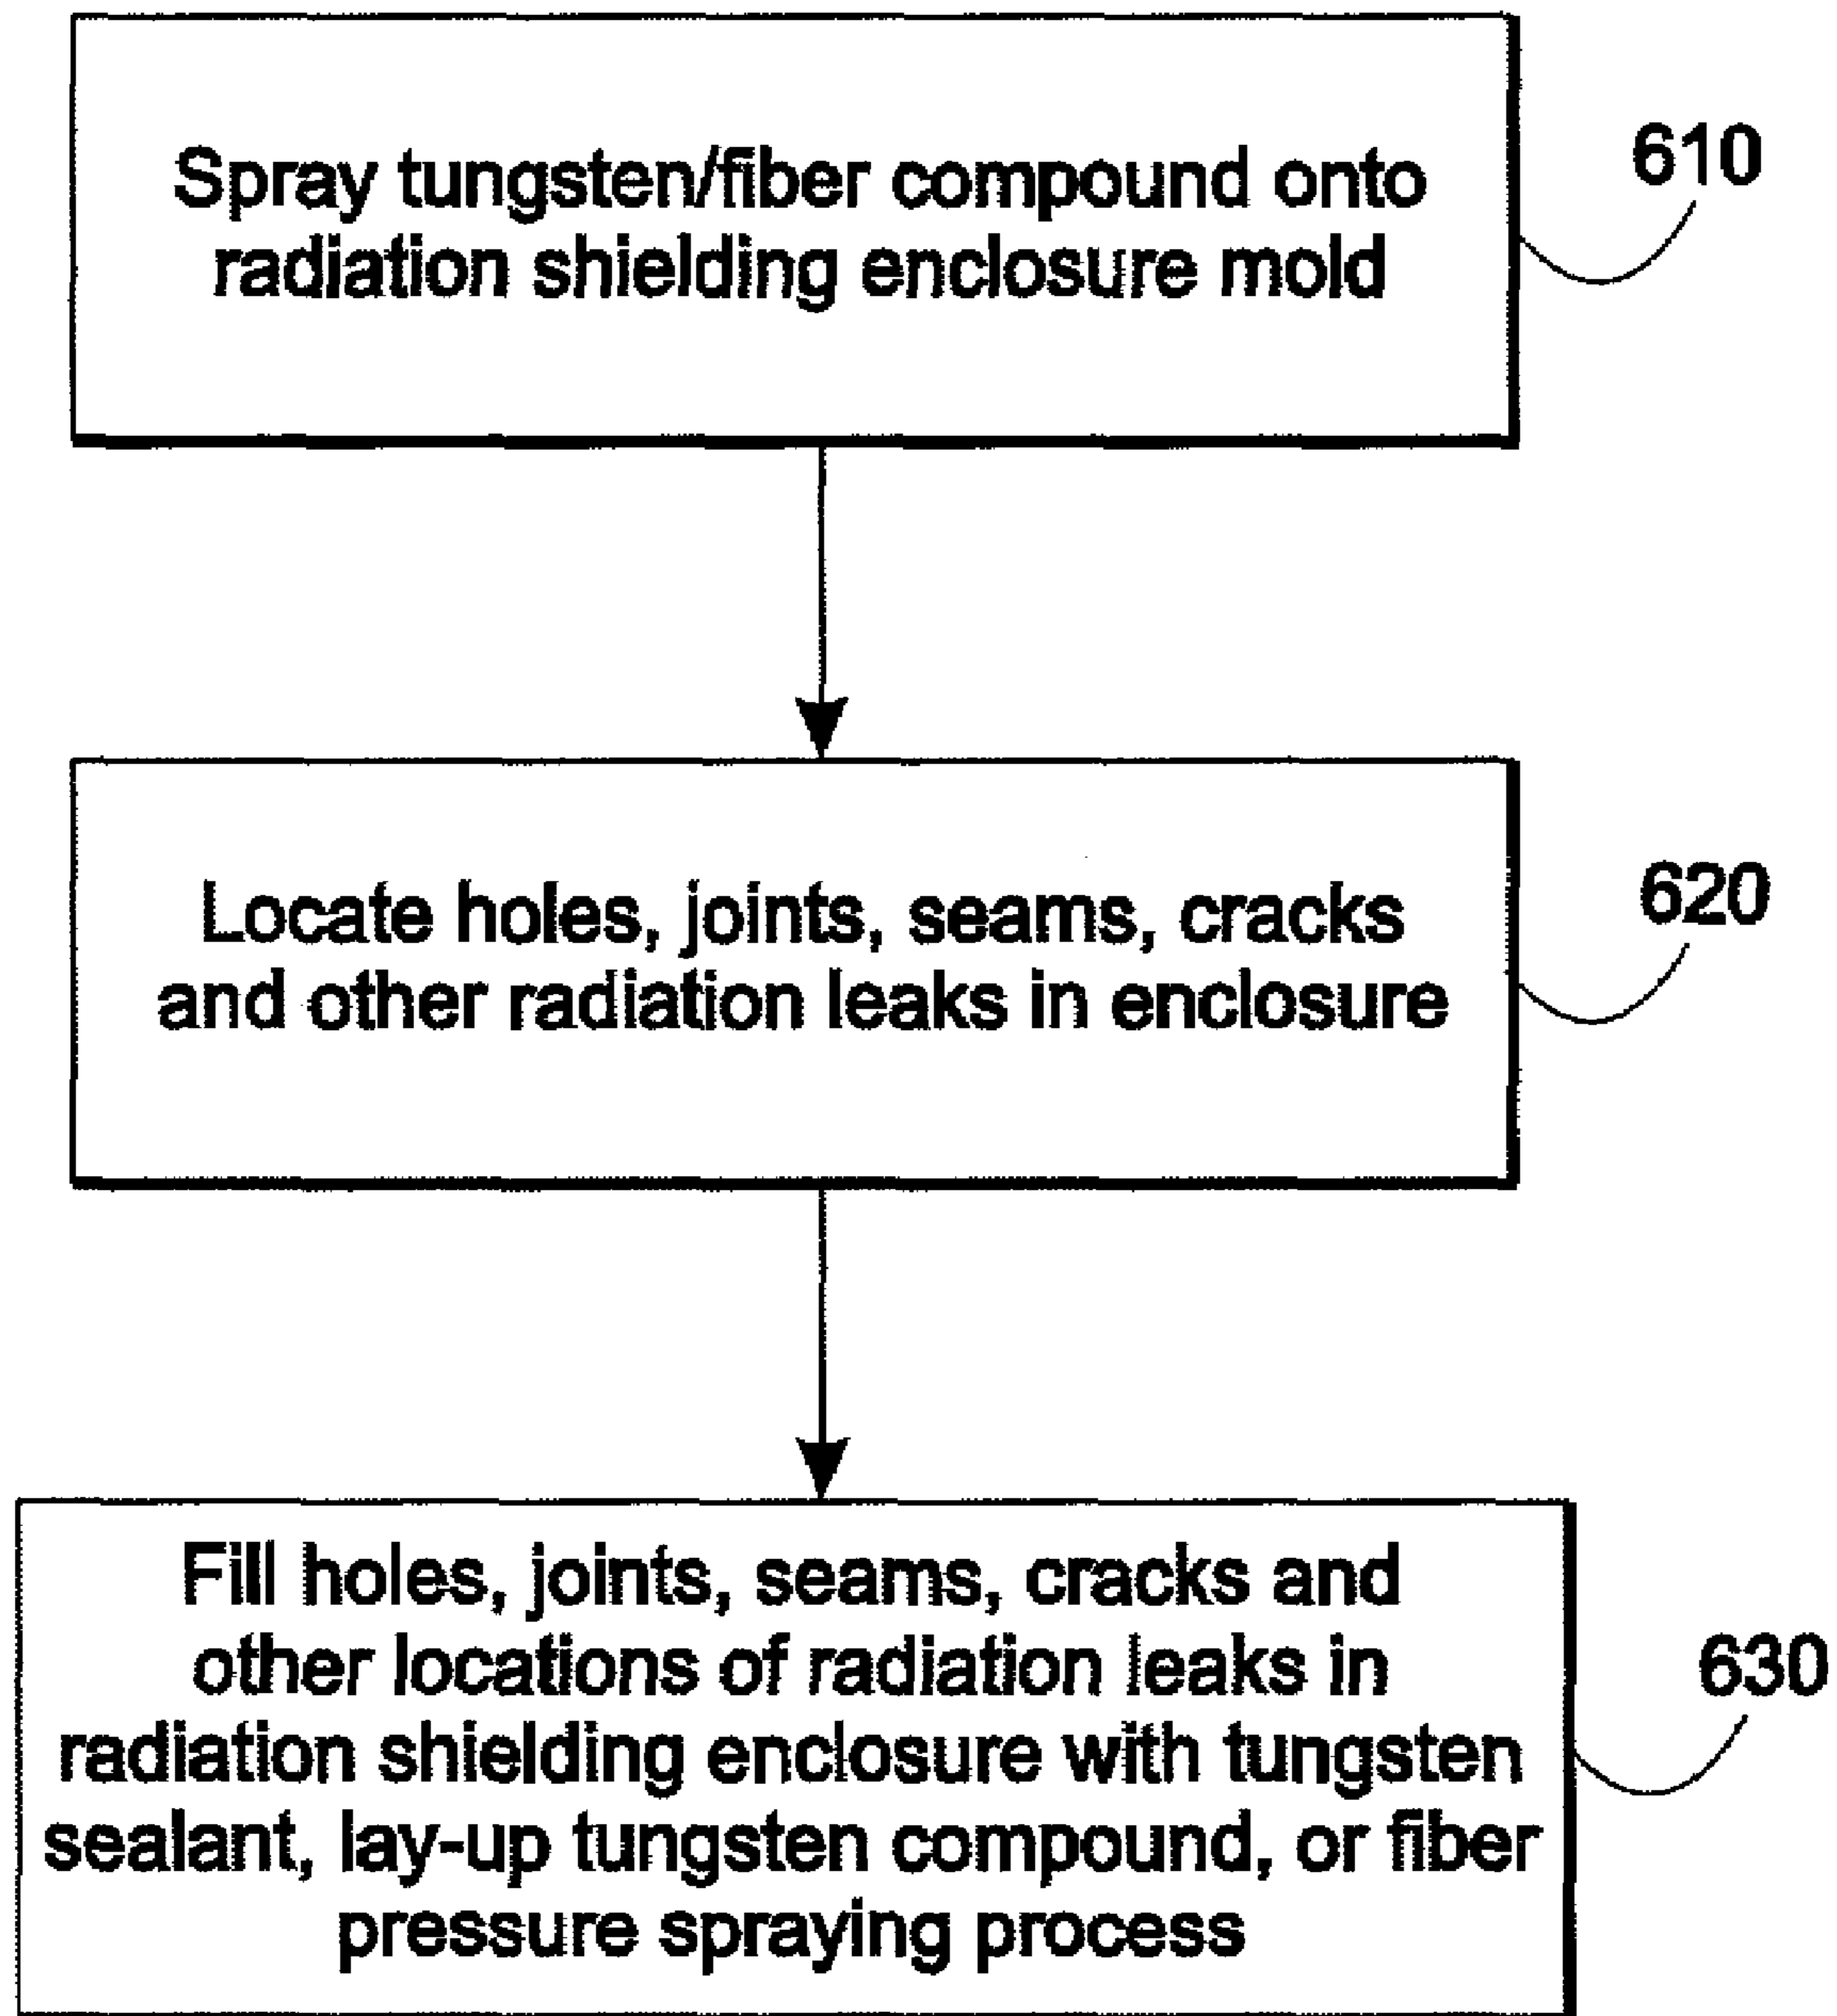 Spray tungsten/fiber compound onto
radiation shielding enclosure mold
610
Locate holes, joints, seams, cracks
and other radiation leaks in enclosure
620
Fill holes, joints, seams, cracks and
other locations of radiation leaks in
radiation shielding enclosure with tungsten
sealant, lay-up tungsten compound, or fiber
pressure spraying process
630